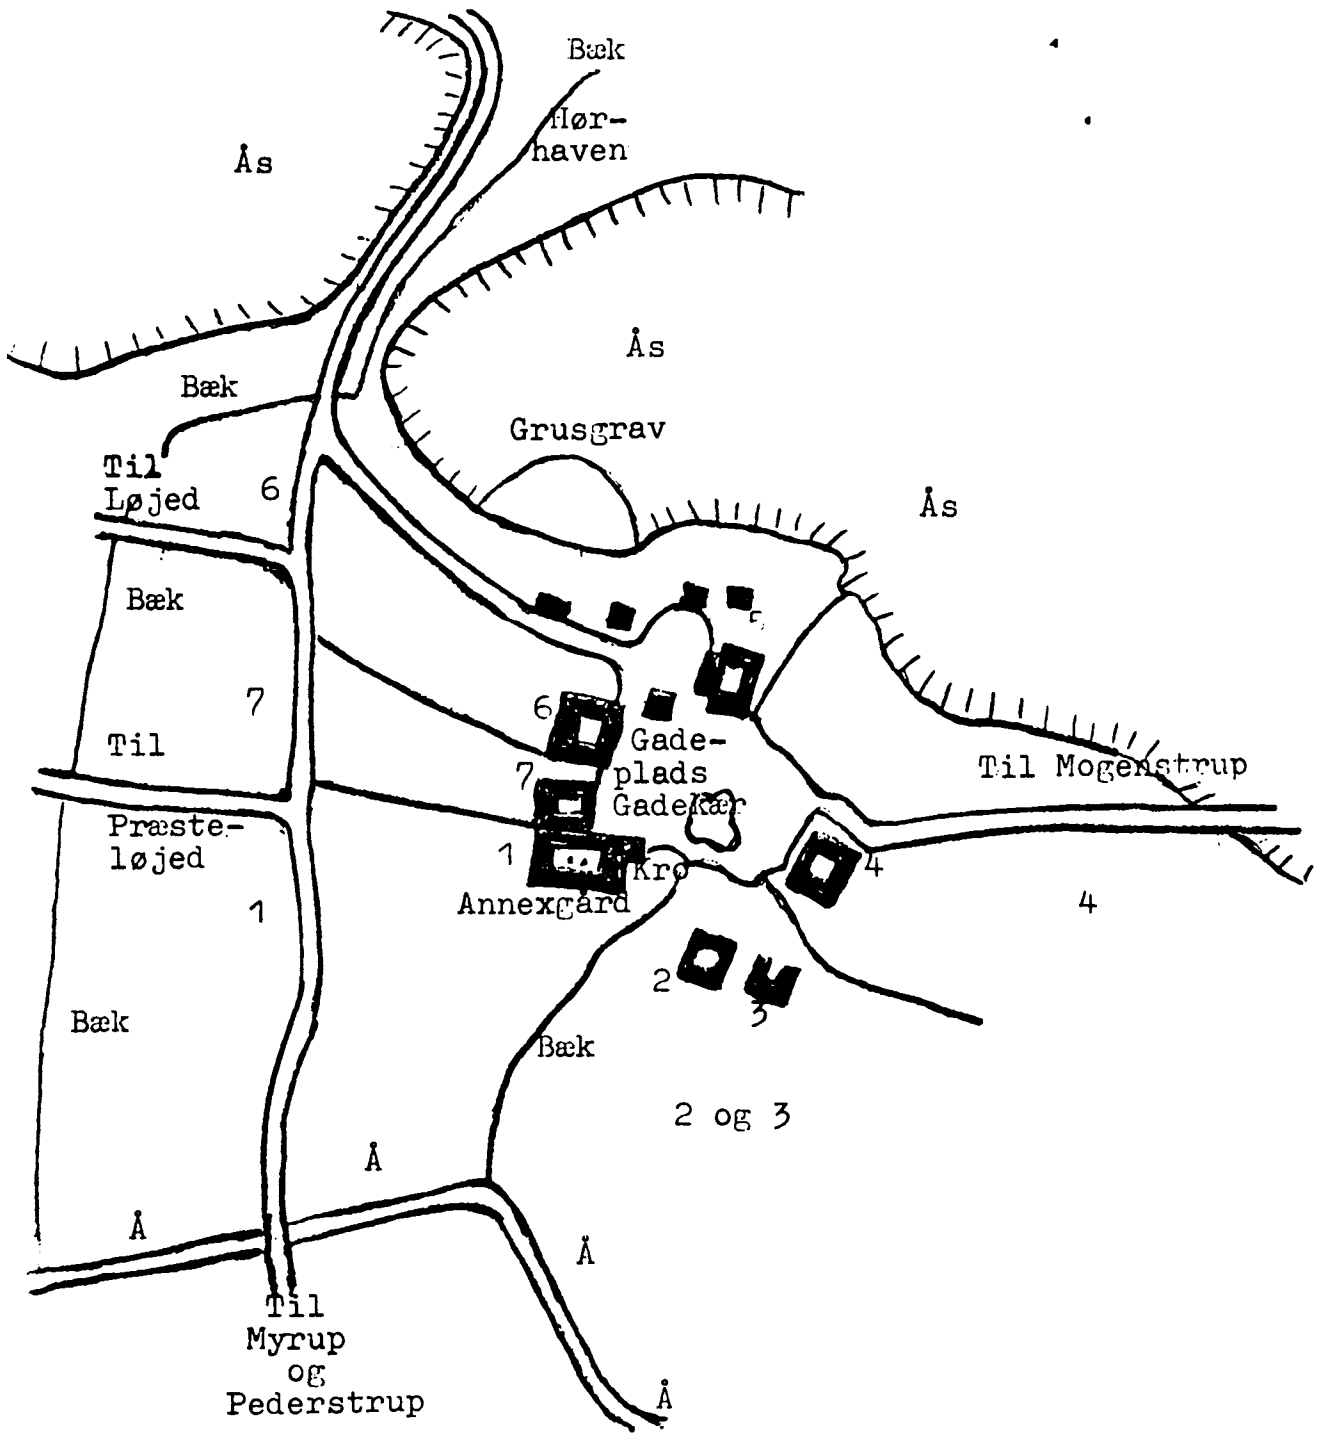 Bæk
Hør-
haven
Ås
Ås
Bæk
Grusgrav
Til
Løjed
6
Ås
Bæk
5
7
6
Til
Gade-
plads
Til Mogenstrup
7
Gadekær
Præste-
løjed
1
Kro
4
1
Annexgård
4
2
3
Bæk
Bæk
2 og 3
Å
Å
Å
Til
Myrup
og
Pederstrup
Å